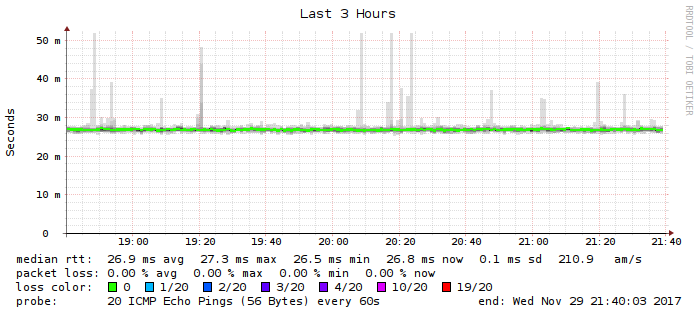 Last 3 Hours
RRDTOOL / TOBI OETIKER
Seconds
50 m
40 m
30 m
20 m
10 m
0
19:00 19:20 19:40 20:00 20:20 20:40 21:00 21:20 21:40
median rtt: 26.9 ms avg 27.3 ms max 26.5 ms min 26.8 ms now 0.1 ms sd 210.9 am/s
packet loss: 0.00 % avg 0.00 % max 0.00 % min 0.00 % now
loss color: 0 1/20 2/20 3/20 4/20 10/20 19/20
probe: 20 ICMP Echo Pings (56 Bytes) every 60s end: Wed Nov 29 21:40:03 2017